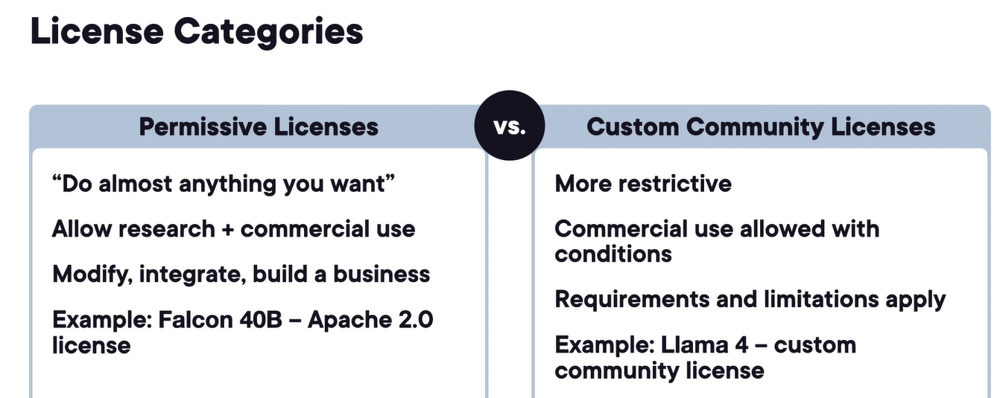 License Categories
Permissive Licenses
vs.
Custom Community Licenses
“Do almost anything you want”
Allow research + commercial use
Modify, integrate, build a business
Example: Falcon 40B – Apache 2.0
license
More restrictive
Commercial use allowed with
conditions
Requirements and limitations apply
Example: Llama 4 – custom
community license